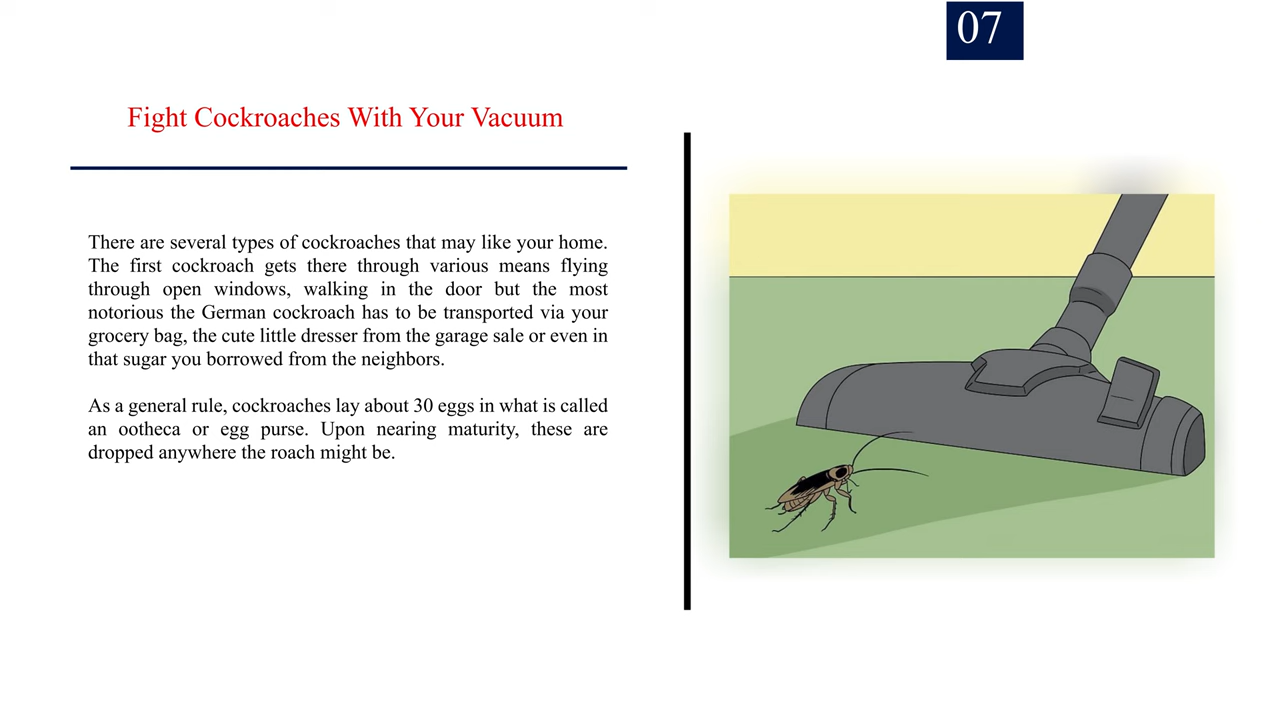 07
Fight Cockroaches With Your Vacuum
There are several types of cockroaches that may like your home.
The first cockroach gets there through various means flying
through open windows, walking in the door but the most
notorious the German cockroach has to be transported via your
grocery bag, the cute little dresser from the garage sale or even in
that sugar you borrowed from the neighbors.
As a general rule, cockroaches lay about 30 eggs in what is called
an ootheca or egg purse. Upon nearing maturity, these are
dropped anywhere the roach might be.